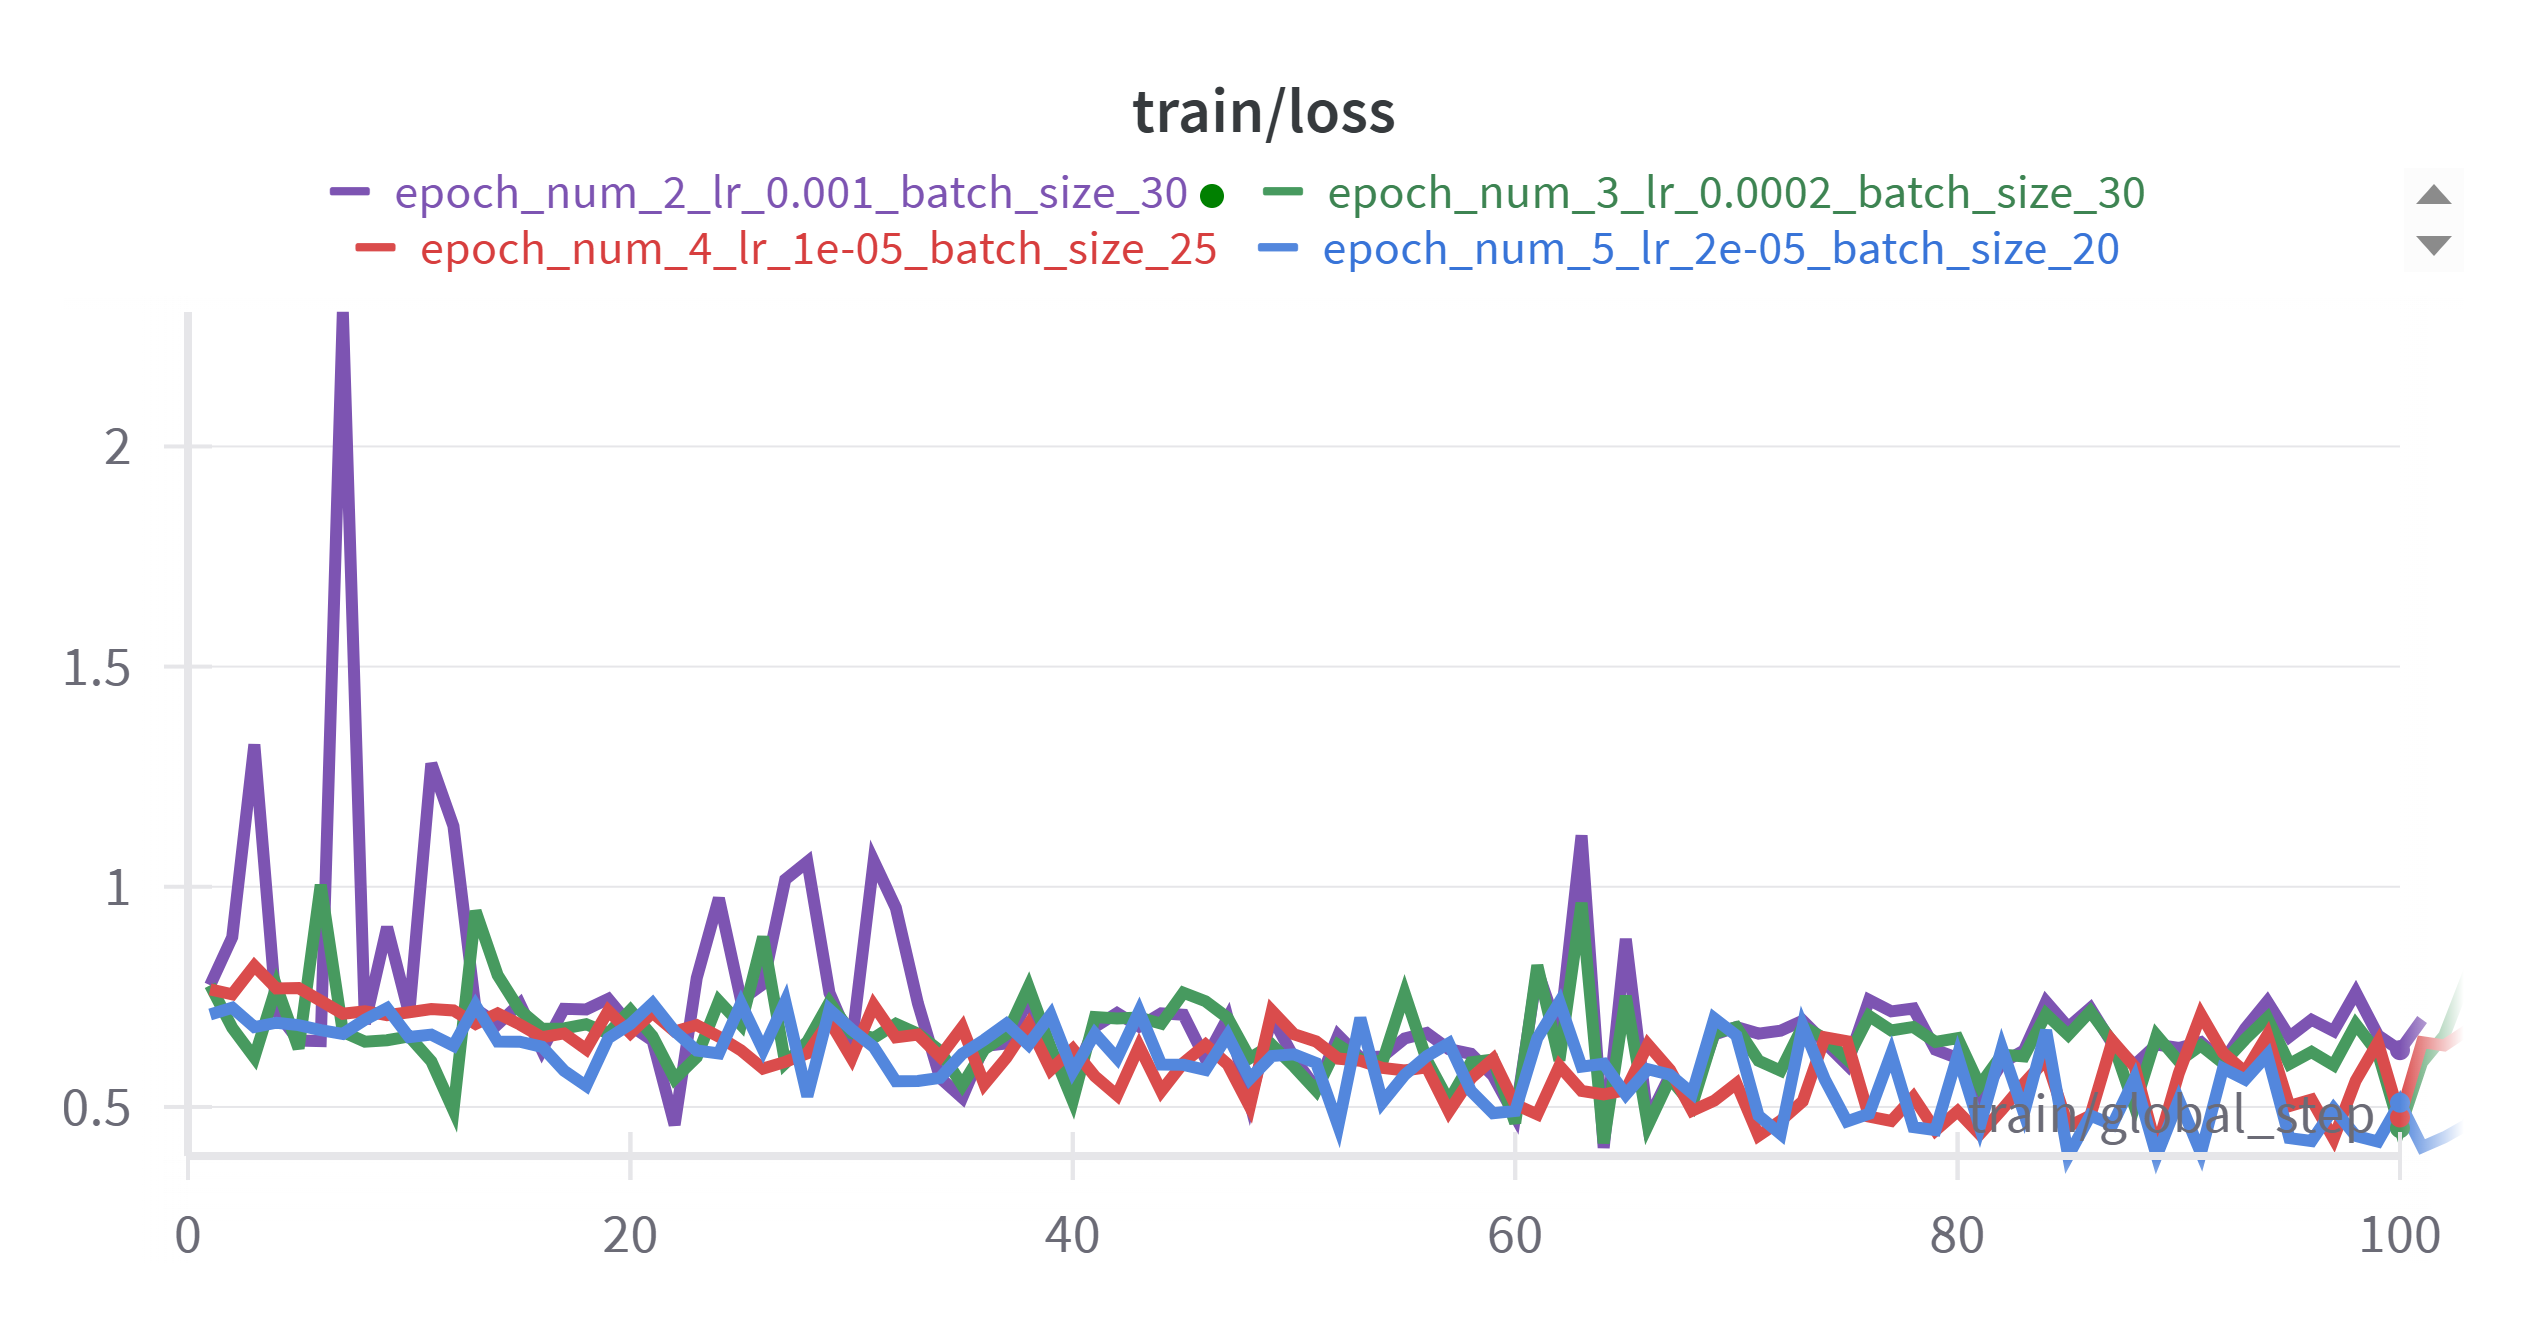 train/loss
epoch_num_2_lr_0.001_batch_size_30 epoch_num_3_lr_0.0002_batch_size_30
epoch_num_4_lr_1e-05_batch_size_25 epoch_num_5_lr_2e-05_batch_size_20
2
1.5
1
0.5
train/global_step
0 20 40 60 80 100